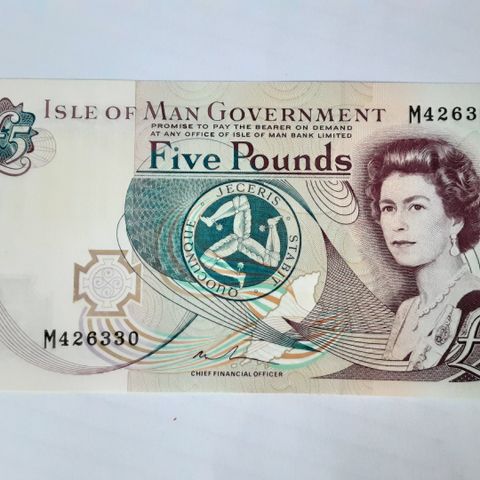 £5
ISLE OF MAN GOVERNMENT
M4263
PROMISE TO PAY THE BEARER ON DEMAND
AT ANY OFFICE OF ISLE OF MAN BANK LIMITED
FIVE POUNDS
QUOCUNQUE · JECERIS · STABIT
M426330
CHIEF FINANCIAL OFFICER
£